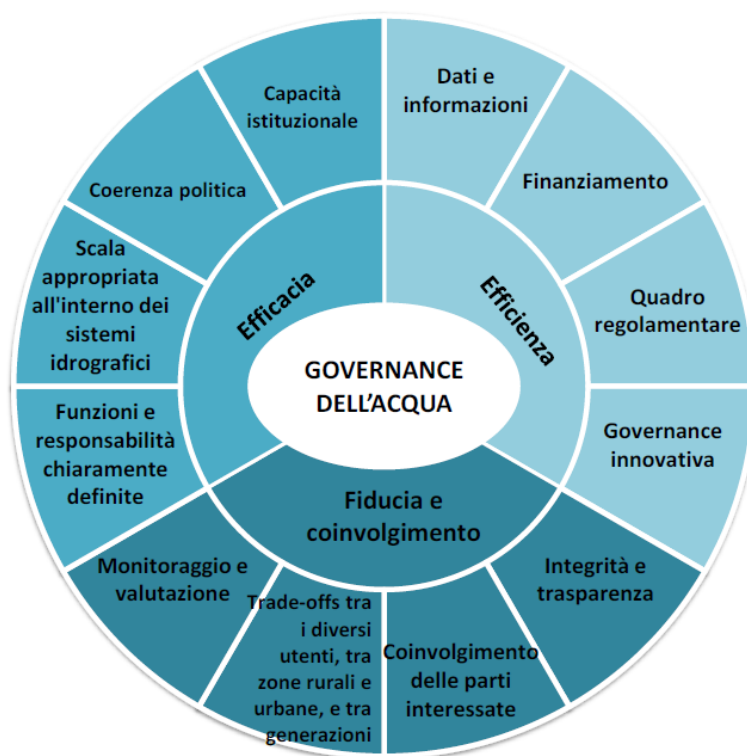 GOVERNANCE
DELL'ACQUA
Efficacia
Efficienza
Fiducia e
coinvolgimento
Dati e
informazioni
Finanziamento
Quadro
regolamentare
Governance
innovativa
Integrità e
trasparenza
Coinvolgimento
delle parti
interessate
Trade-offs tra
i diversi
utenti, tra
zone rurali e
urbane, e tra
generazioni
Monitoraggio e
valutazione
Funzioni e
responsabilità
chiaramente
definite
Scala
appropriata
all'interno dei
sistemi
idrografici
Coerenza politica
Capacità
istituzionale